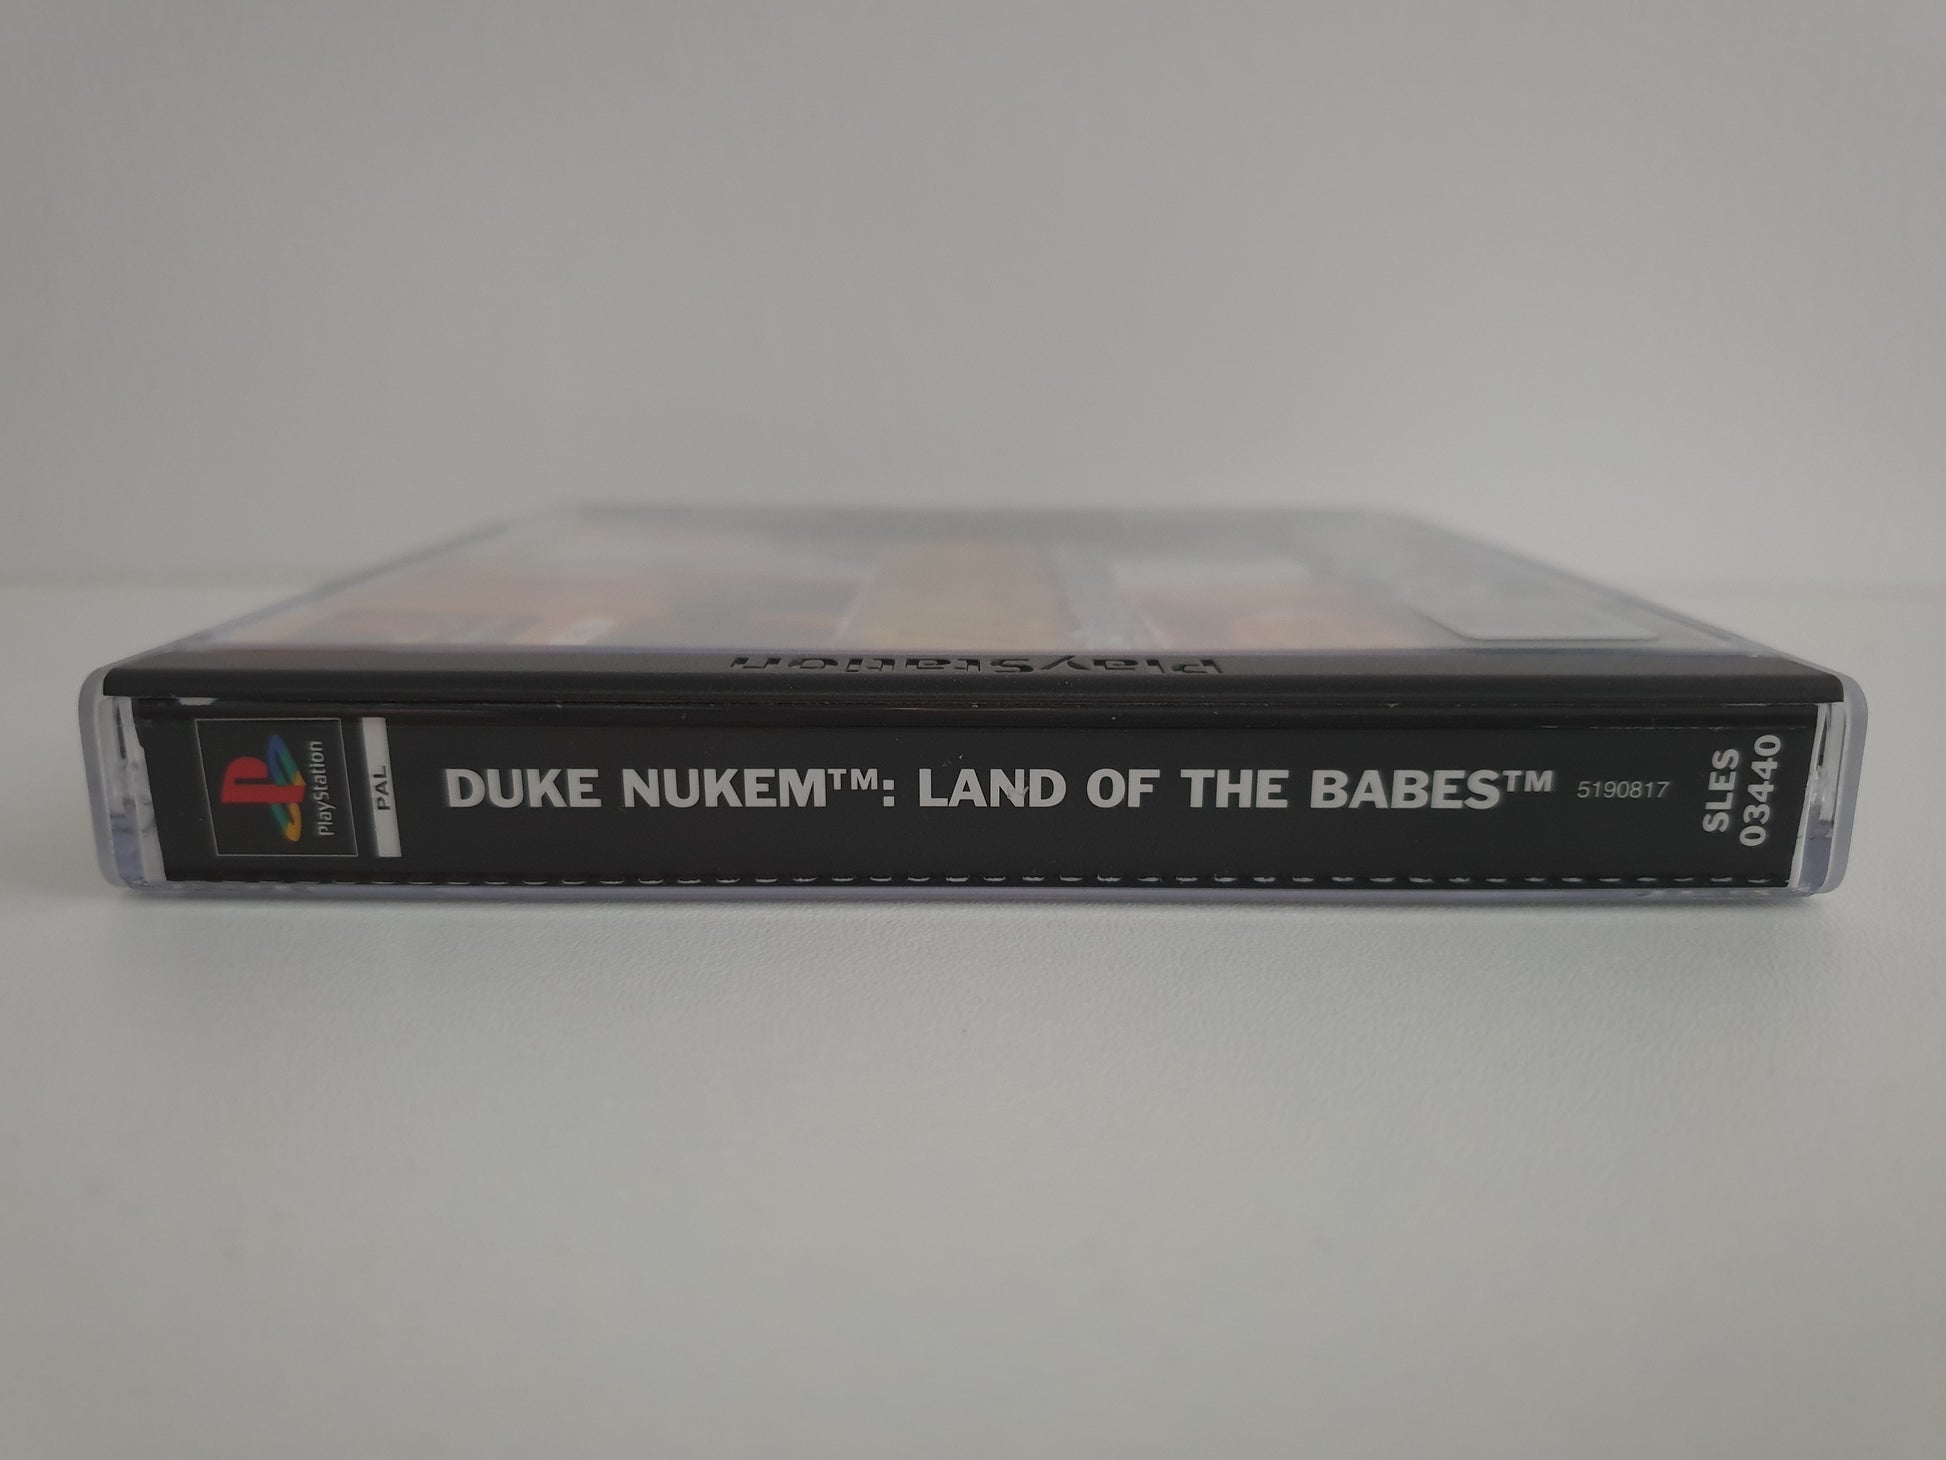 PlayStation
PlayStation
PAL
DUKE NUKEM™: LAND OF THE BABES™
5190817
SLES
03440